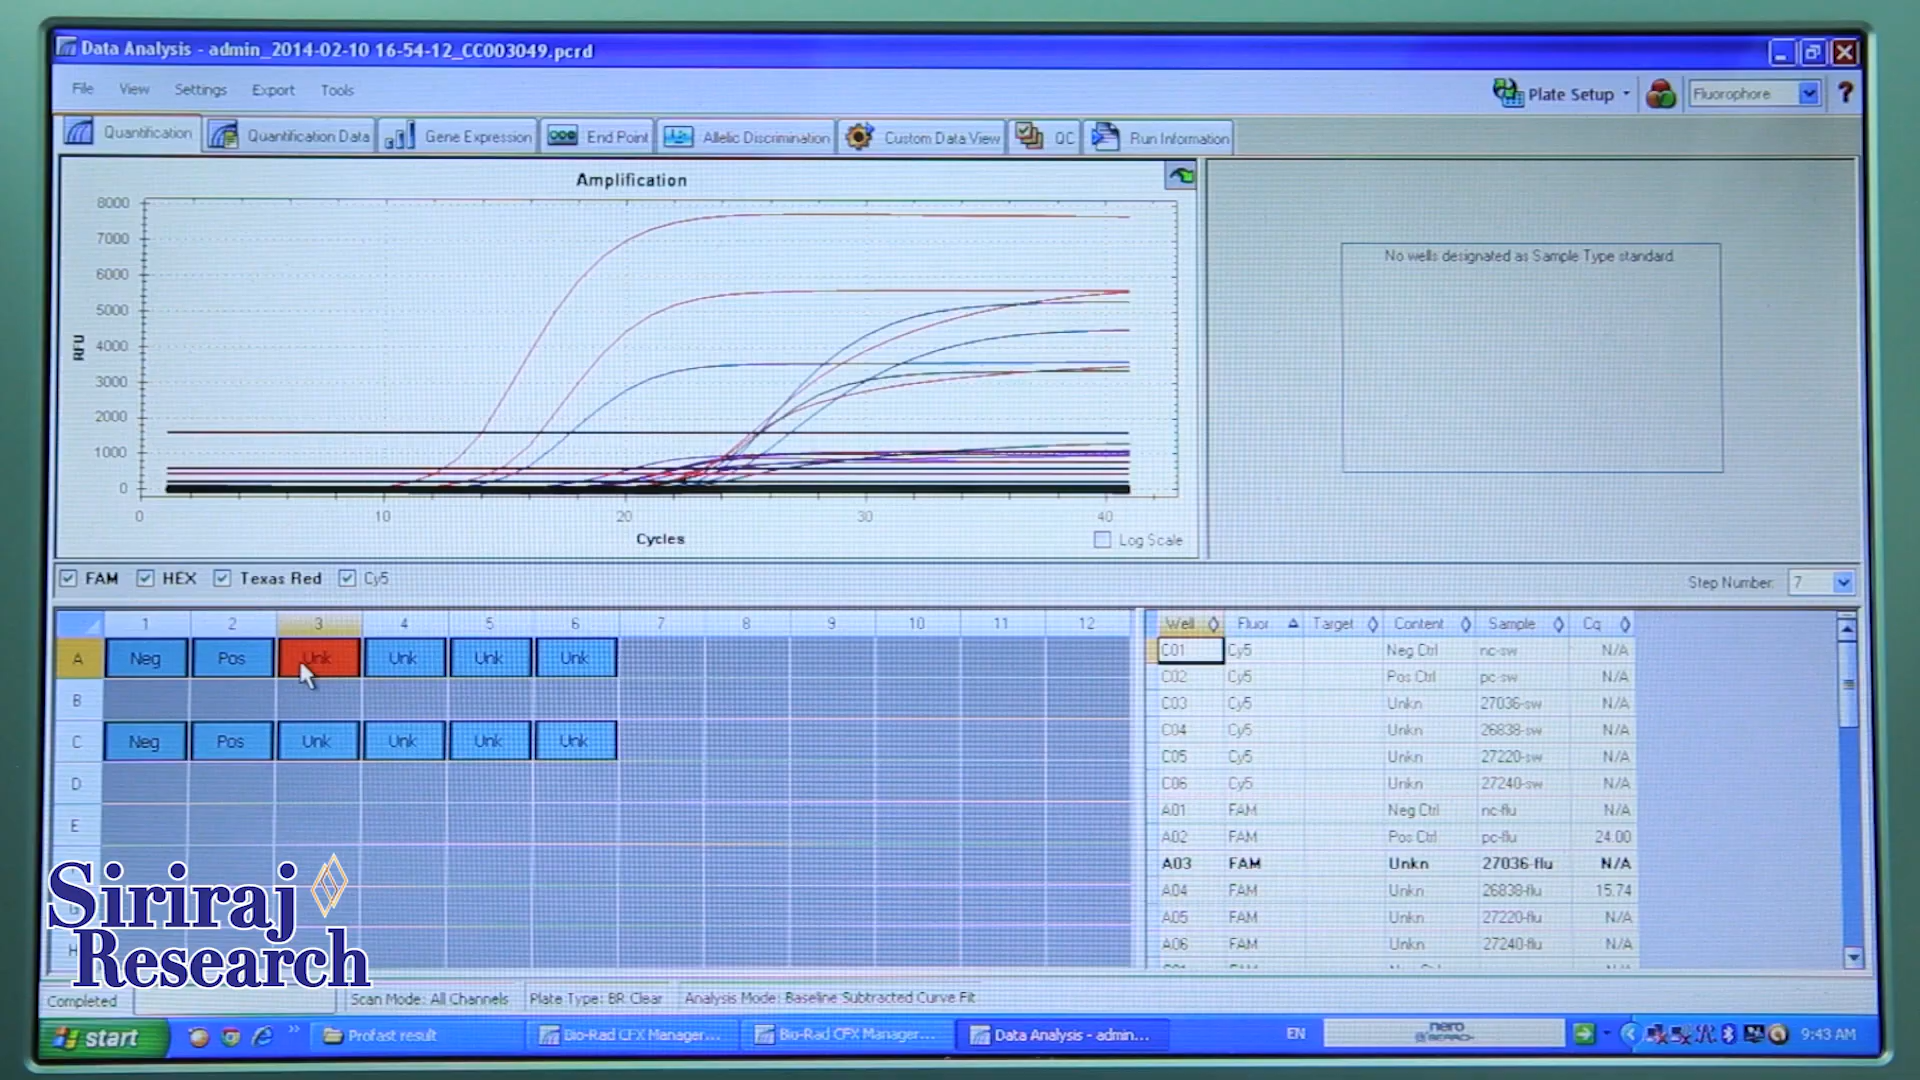 Data Analysis - admin_2014-02-10 16-54-12_CC003049.pcrd
File View Settings Export Tools
Plate Setup Fluorophore ?
Quantification Quantification Data Gene Expression End Point Allelic Discrimination Custom Data View QC Run Information
Amplification
8000
7000
6000
5000
4000
3000
2000
1000
0
RFU
0 10 20 30 40
Cycles
Log Scale
No wells designated as Sample Type standard.
FAM HEX Texas Red Cy5
Step Number: 7
1 2 3 4 5 6 7 8 9 10 11 12
A Neg Pos Unk Unk Unk Unk
B
C Neg Pos Unk Unk Unk Unk
D
E
G
H
Well Fluor Target Content Sample Cq
C01 Cy5 Neg Ctrl nc-sw N/A
C02 Cy5 Pos Ctrl pc-sw N/A
C03 Cy5 Unkn 27036-sw N/A
C04 Cy5 Unkn 26838-sw N/A
C05 Cy5 Unkn 27220-sw N/A
C06 Cy5 Unkn 27240-sw N/A
A01 FAM Neg Ctrl nc-flu N/A
A02 FAM Pos Ctrl pc-flu 24.00
A03 FAM Unkn 27036-flu N/A
A04 FAM Unkn 26838-flu 15.74
A05 FAM Unkn 27220-flu N/A
A06 FAM Unkn 27240-flu N/A
Siriraj
Research
Completed Scan Mode: All Channels Plate Type: BR Clear Analysis Mode: Baseline Subtracted Curve Fit
start Profast result Bio-Rad CFX Manager... Bio-Rad CFX Manager... Data Analysis - admin... EN nero SEARCH 9:43 AM